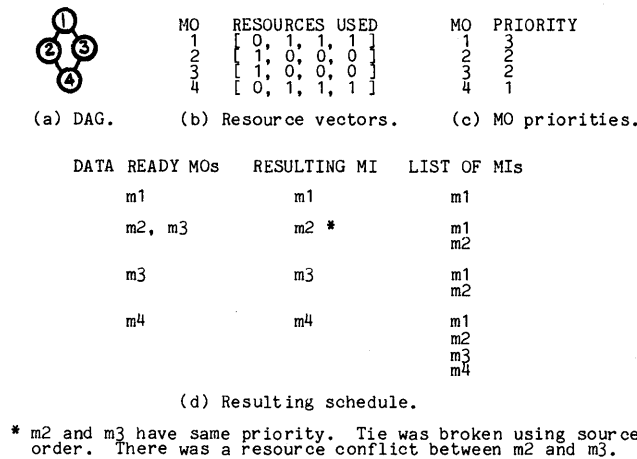 1
2 3
4
MO RESOURCES USED
1 [ 0, 1, 1, 1 ]
2 [ 1, 0, 0, 0 ]
3 [ 1, 0, 0, 0 ]
4 [ 0, 1, 1, 1 ]
MO PRIORITY
1 3
2 2
3 2
4 1
(a) DAG. (b) Resource vectors. (c) MO priorities.
DATA READY MOs RESULTING MI LIST OF MIs
m1 m1 m1
m2, m3 m2 * m1
m2
m3 m3 m1
m2
m4 m4 m1
m2
m3
m4
(d) Resulting schedule.
* m2 and m3 have same priority. Tie was broken using source
order. There was a resource conflict between m2 and m3.